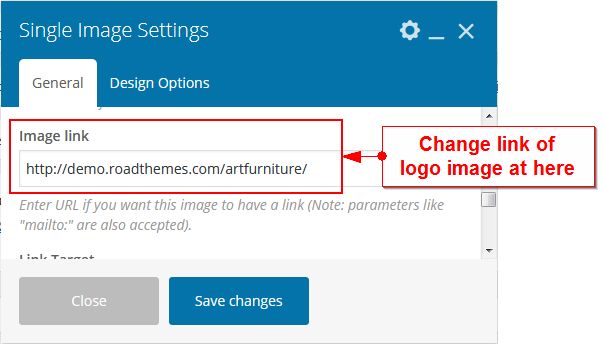 Single Image Settings
General
Design Options
Image link
http://demo.roadthemes.com/artfurniture/
Change link of
logo image at here
Enter URL if you want this image to have a link (Note: parameters like
"mailto:" are also accepted).
Link Target
Close
Save changes